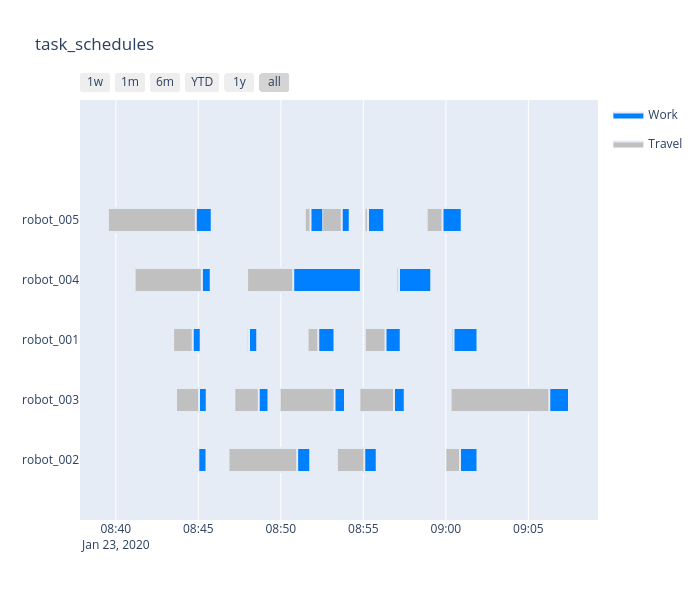 task_schedules
1w 1m 6m YTD 1y all
Work
Travel
robot_005
robot_004
robot_001
robot_003
robot_002
08:40 08:45 08:50 08:55 09:00 09:05
Jan 23, 2020